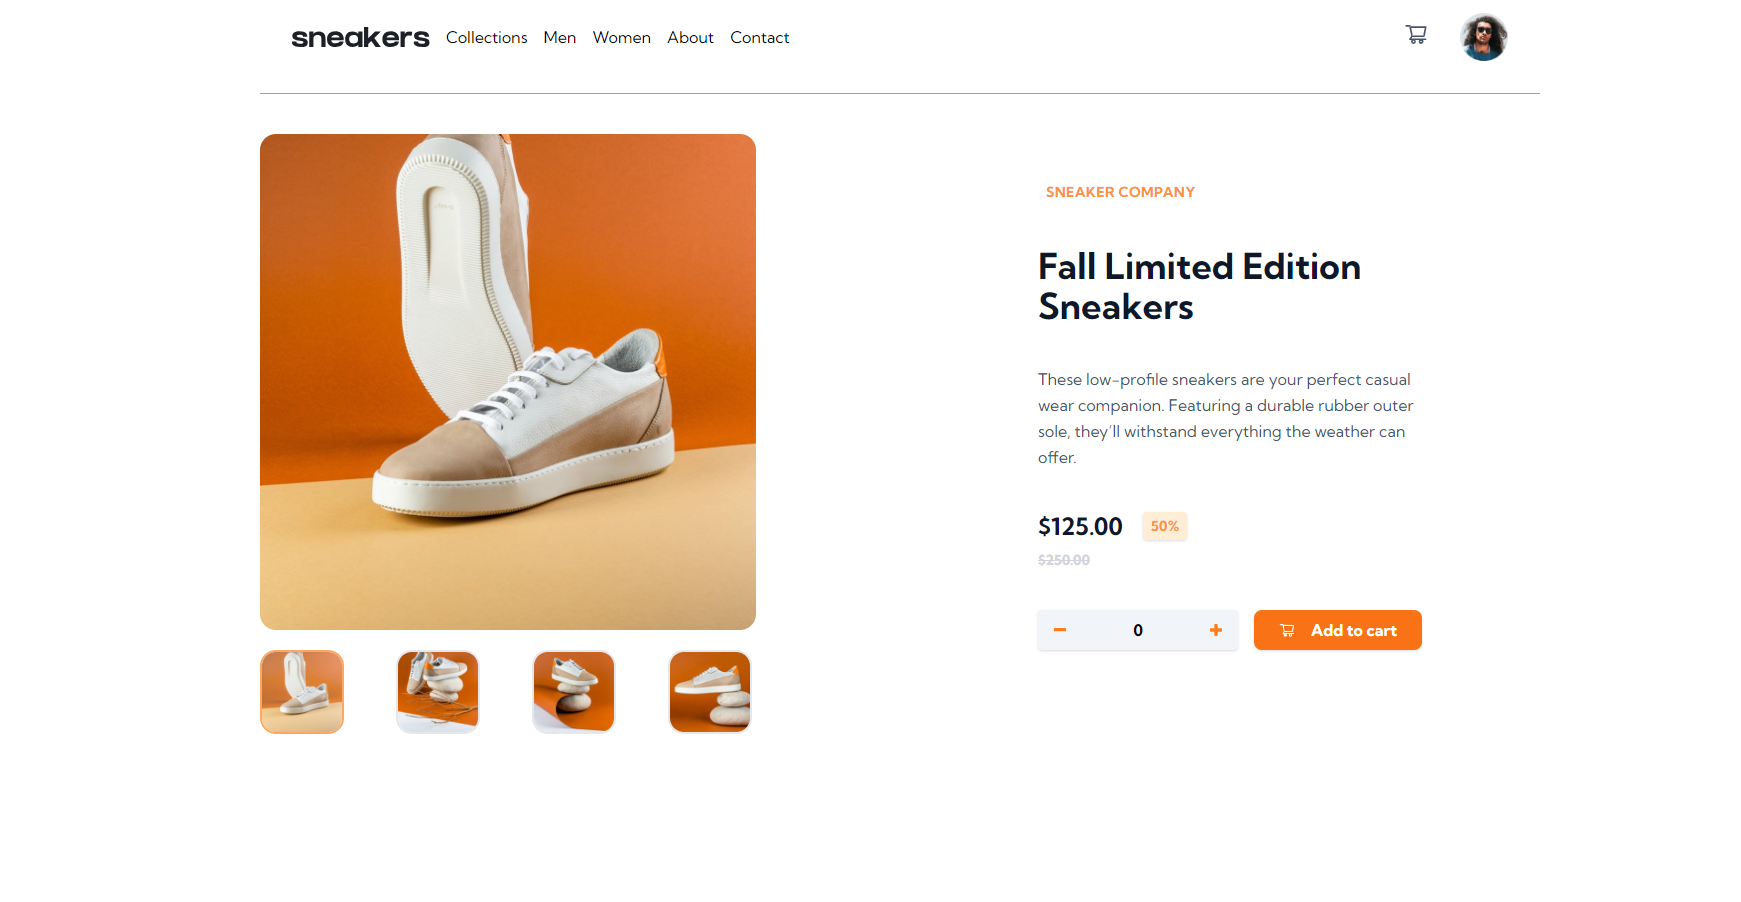 sneakers Collections Men Women About Contact
SNEAKER COMPANY
Fall Limited Edition
Sneakers
These low-profile sneakers are your perfect casual
wear companion. Featuring a durable rubber outer
sole, they’ll withstand everything the weather can
offer.
$125.00 50%
$250.00
0 Add to cart